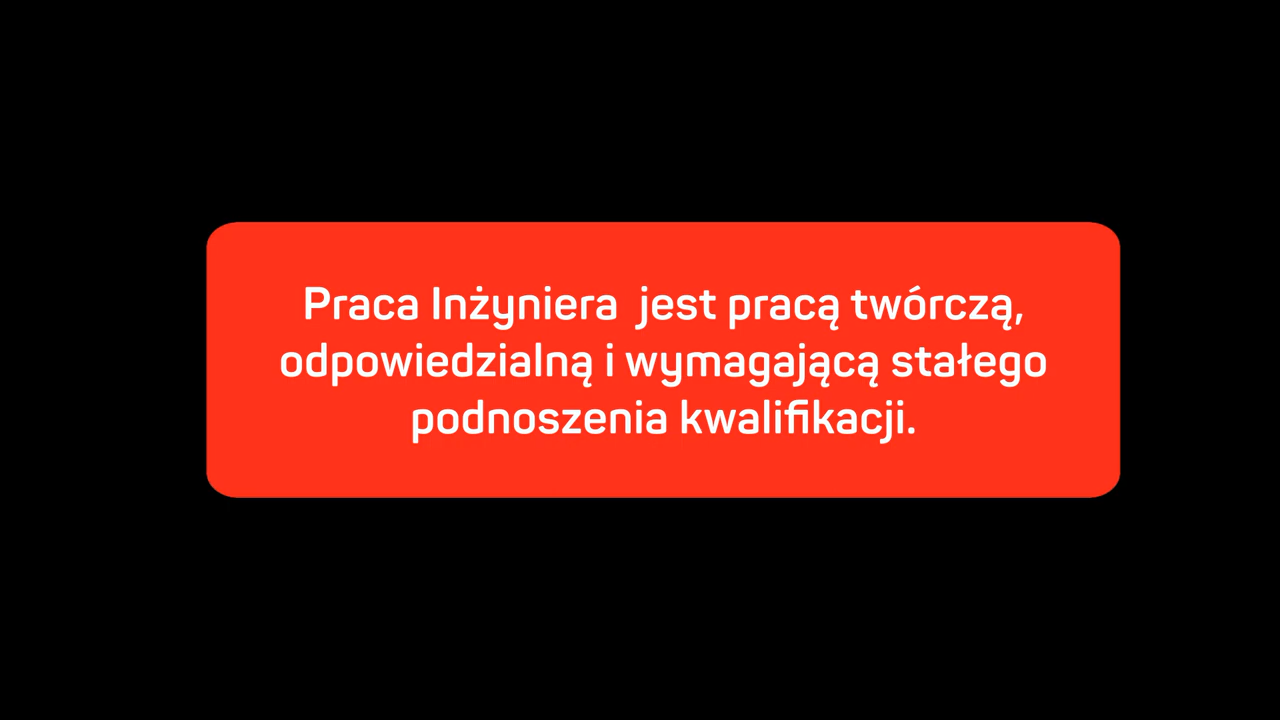 Praca Inżyniera  jest pracą twórczą,
odpowiedzialną i wymagającą stałego
podnoszenia kwalifikacji.